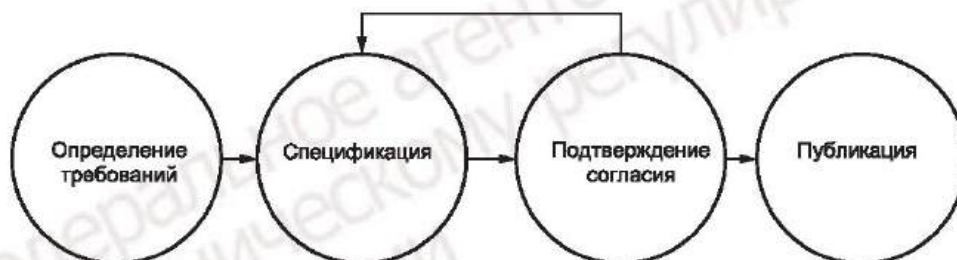 Определение
требований
Спецификация
Подтверждение
согласия
Публикация